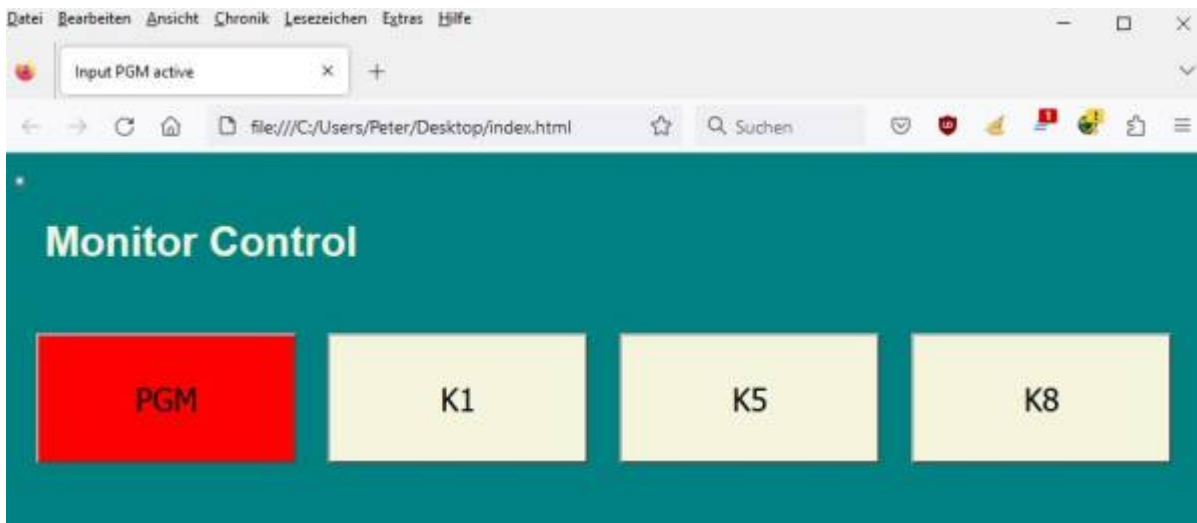 Datei Bearbeiten Ansicht Chronik Lesezeichen Extras Hilfe
Input PGM active
file:///C:/Users/Peter/Desktop/index.html Suchen
1
Monitor Control
PGM K1 K5 K8